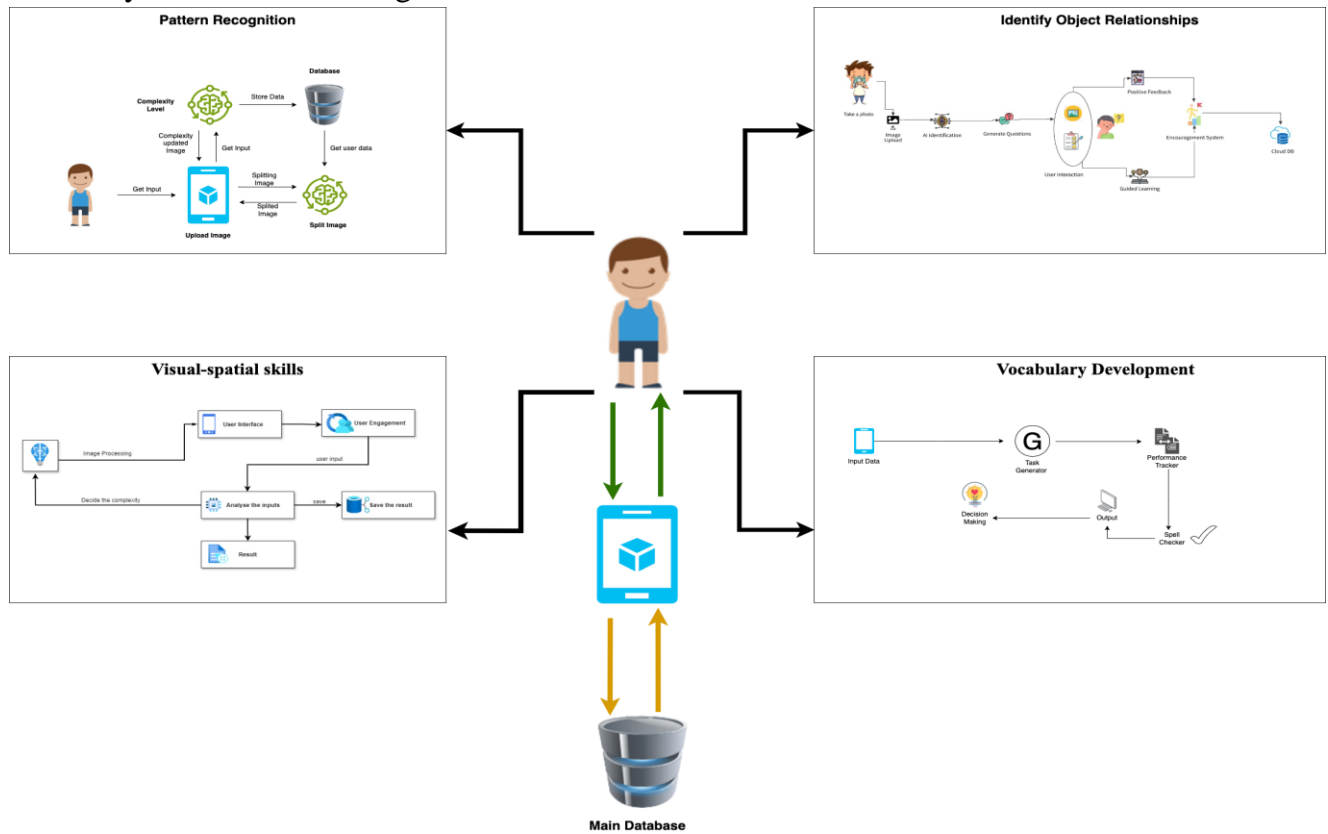 Pattern Recognition
Database
Complexity
Level
Store Data
Complexity
updated
Image
Get Input
Get user data
Get Input
Splitting
Image
Splited
Image
Upload Image
Split Image
Identify Object Relationships
Take a photo
Image
Upload
AI Identification
Generate Questions
User Interaction
Positive Feedback
Guided Learning
Encouragement System
Cloud DB
Visual-spatial skills
User Interface
User Engagement
Image Processing
user input
Decide the complexity
Analyse the inputs
save
Save the result
Result
Vocabulary Development
Input Data
G
Task
Generator
Performance
Tracker
Decision
Making
Output
Spell
Checker
Main Database